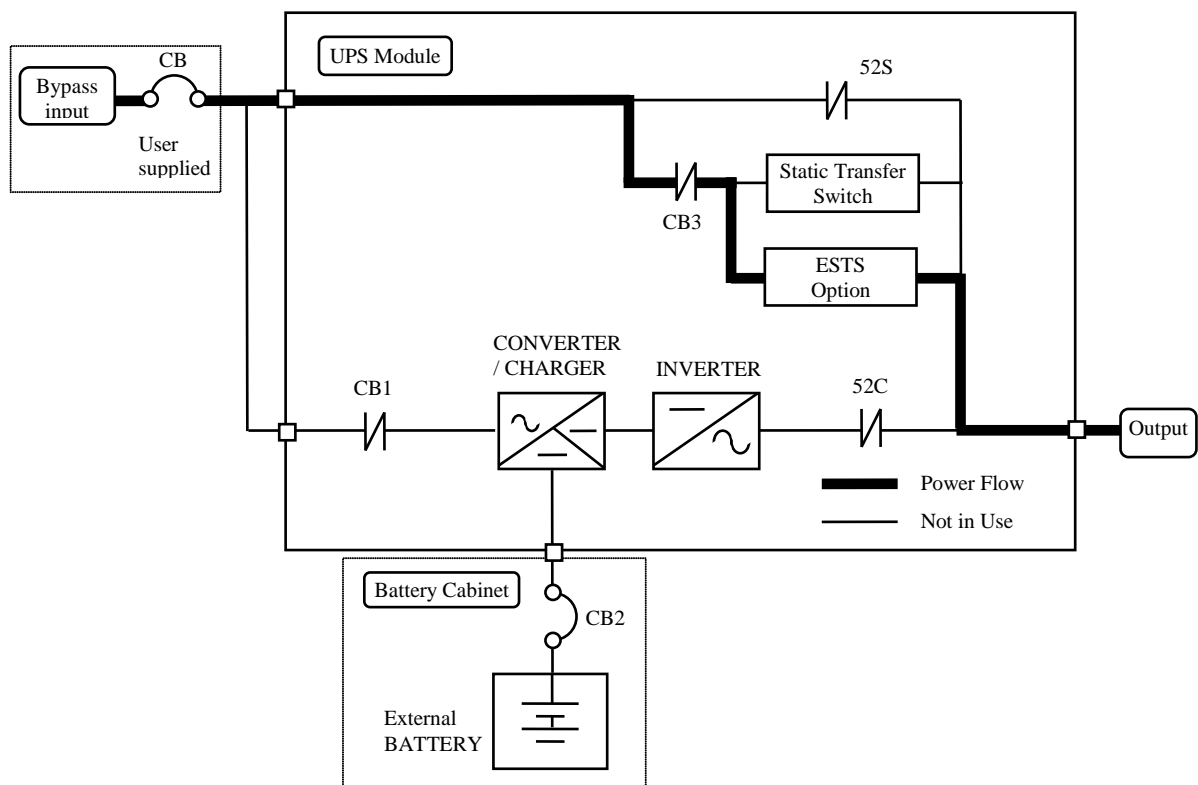 UPS Module
CB
Bypass
input
User
supplied
52S
Static Transfer
Switch
CB3
ESTS
Option
CONVERTER
/ CHARGER
INVERTER
CB1
52C
Output
Power Flow
Not in Use
Battery Cabinet
CB2
External
BATTERY